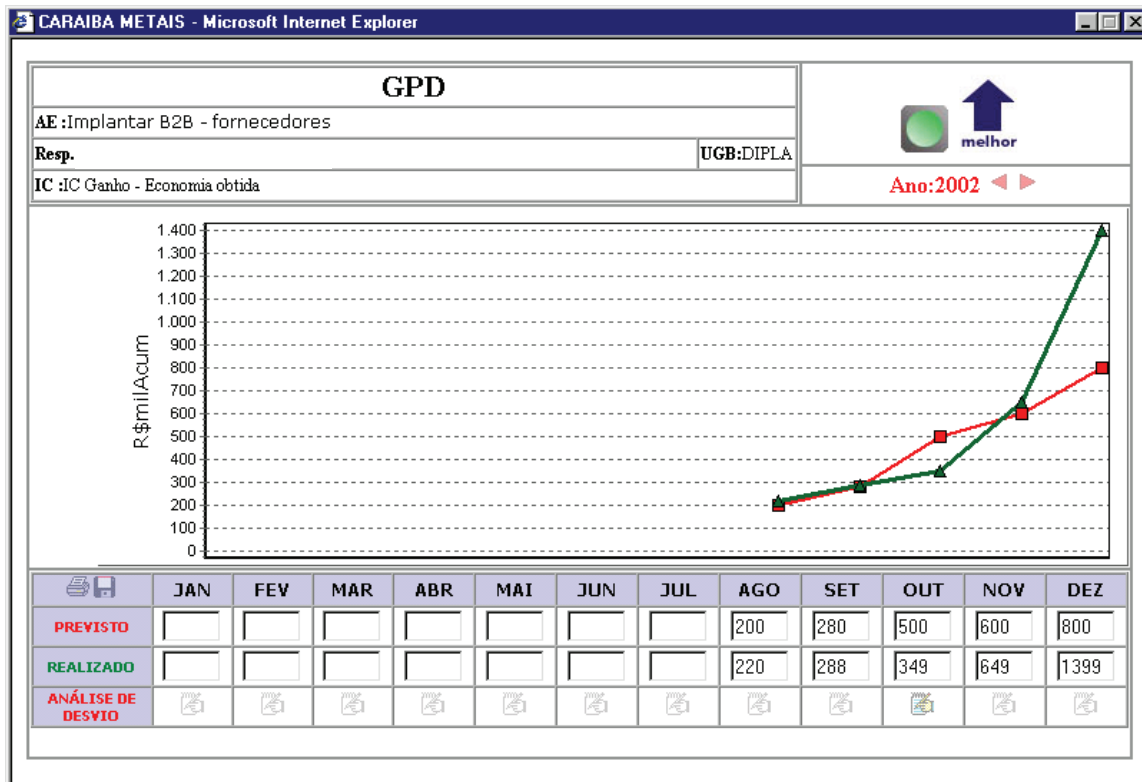 CARAIBA METAIS - Microsoft Internet Explorer
GPD
AE :Implantar B2B - fornecedores
Resp. UGB:DIPLA
IC :IC Ganho - Economia obtida
melhor
Ano:2002
R$milAcum
1.400
1.300
1.200
1.100
1.000
900
800
700
600
500
400
300
200
100
0
JAN FEV MAR ABR MAI JUN JUL AGO SET OUT NOV DEZ
PREVISTO 200 280 500 600 800
REALIZADO 220 288 349 649 1399
ANÁLISE DE
DESVIO